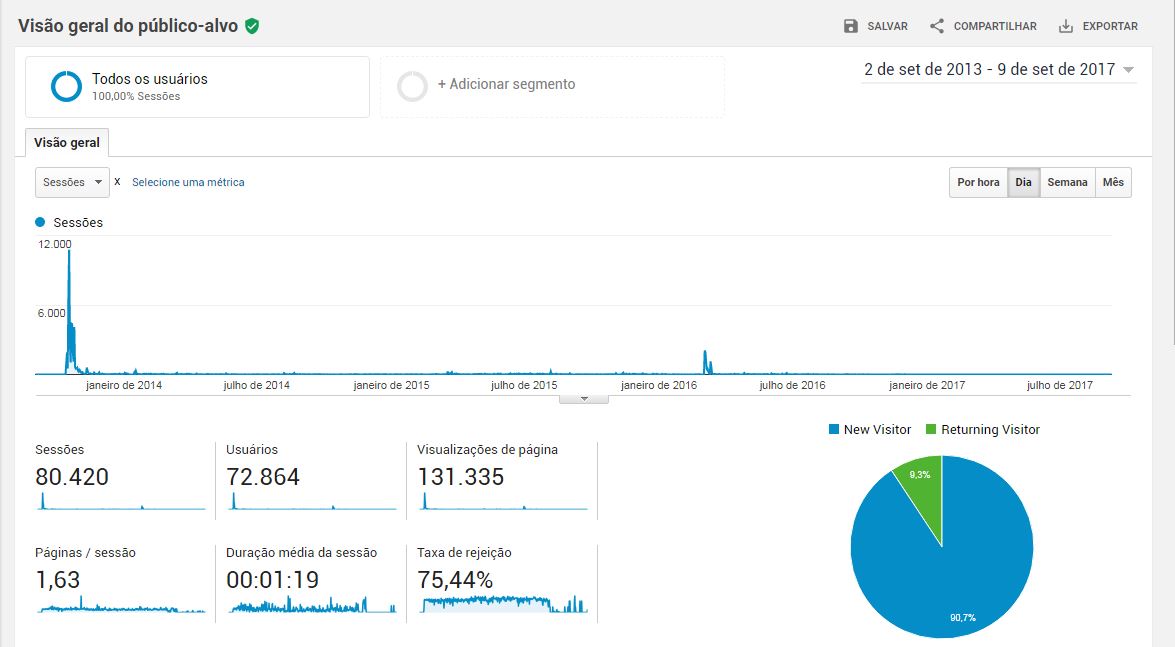 Visão geral do público-alvo
SALVAR COMPARTILHAR EXPORTAR
Todos os usuários
100,00% Sessões
+ Adicionar segmento
2 de set de 2013 - 9 de set de 2017
Visão geral
Sessões x Selecione uma métrica
Por hora Dia Semana Mês
Sessões
12.000
6.000
janeiro de 2014 julho de 2014 janeiro de 2015 julho de 2015 janeiro de 2016 julho de 2016 janeiro de 2017 julho de 2017
Sessões
80.420
Usuários
72.864
Visualizações de página
131.335
Páginas / sessão
1,63
Duração média da sessão
00:01:19
Taxa de rejeição
75,44%
New Visitor Returning Visitor
9,3%
90,7%